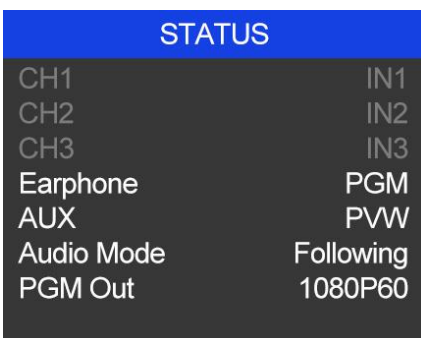 STATUS
CH1 IN1
CH2 IN2
CH3 IN3
Earphone PGM
AUX PVW
Audio Mode Following
PGM Out 1080P60